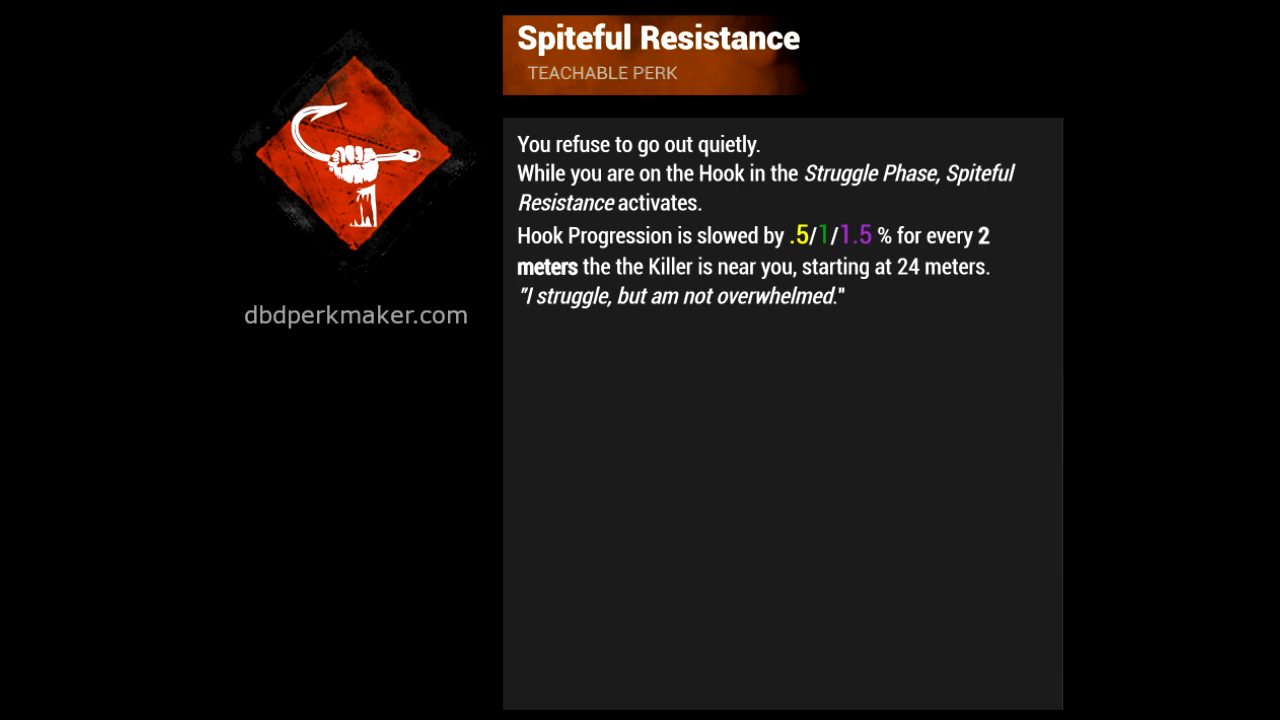 Spiteful Resistance
TEACHABLE PERK
You refuse to go out quietly.
While you are on the Hook in the Struggle Phase, Spiteful
Resistance activates.
Hook Progression is slowed by .5/1/1.5 % for every 2
meters the the Killer is near you, starting at 24 meters.
"I struggle, but am not overwhelmed."
dbdperkmaker.com